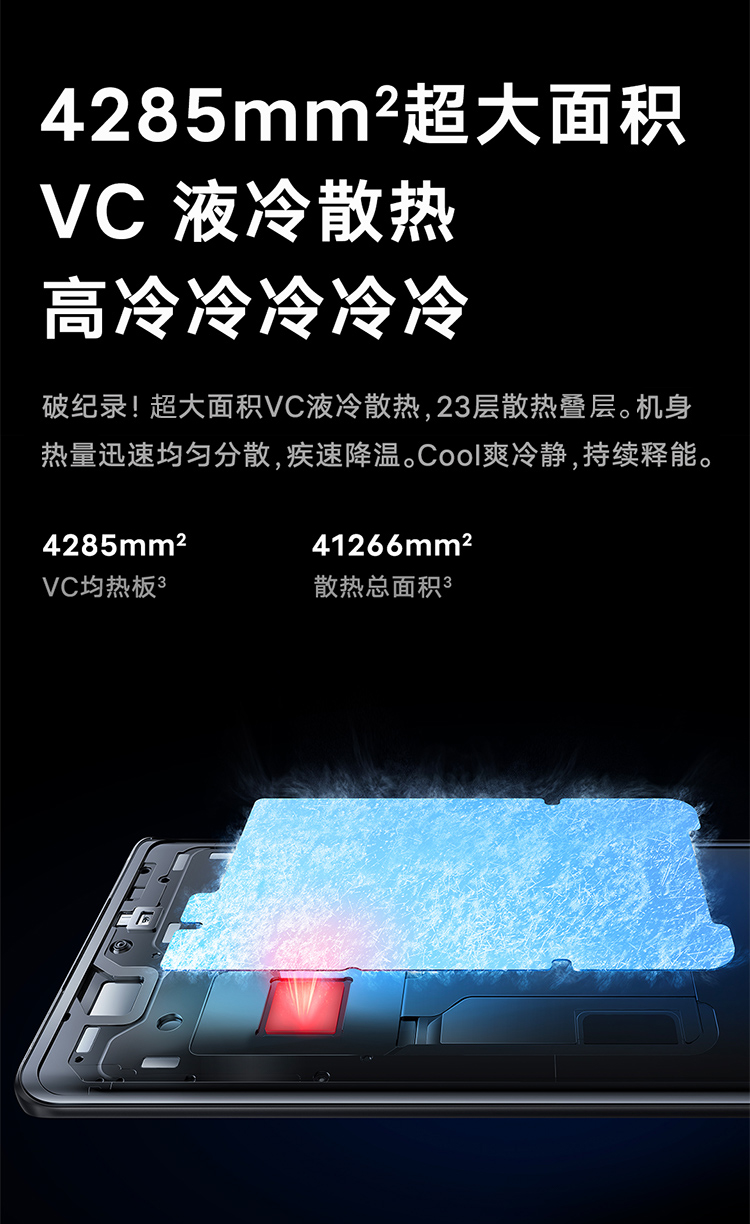 4285mm²超大面积
VC 液冷散热
高冷冷冷冷冷
破纪录！超大面积VC液冷散热，23层散热叠层。机身
热量迅速均匀分散，疾速降温。Cool爽冷静，持续释能。
4285mm² 41266mm²
VC均热板³ 散热总面积³